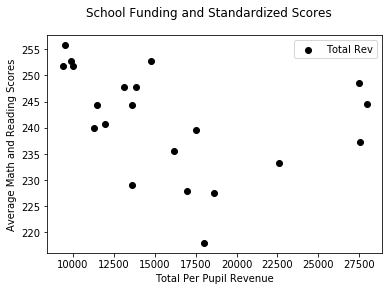 School Funding and Standardized Scores
Total Rev
255
250
245
240
235
230
225
220
Average Math and Reading Scores
10000 12500 15000 17500 20000 22500 25000 27500
Total Per Pupil Revenue